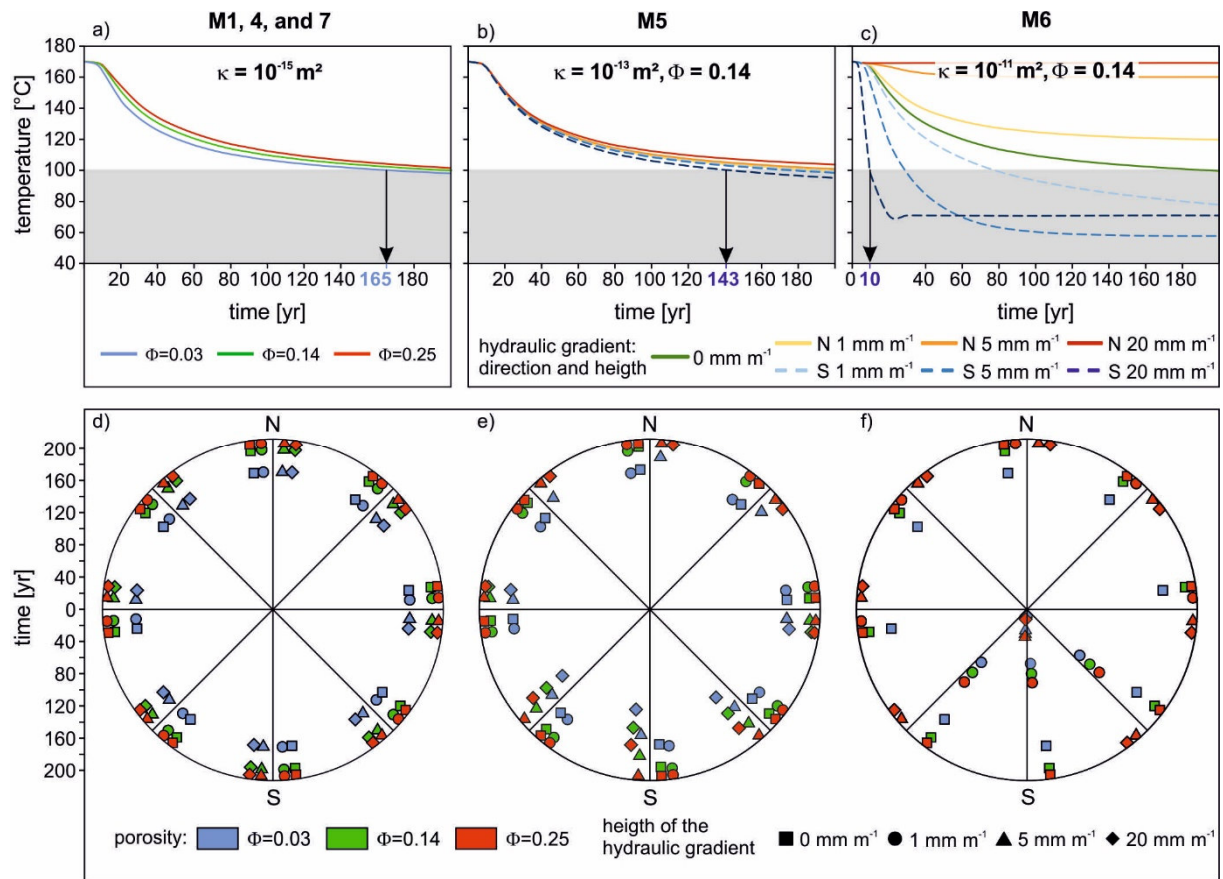 M1, 4, and 7
M5
M6
a)
b)
c)
κ = 10⁻¹⁵ m²
κ = 10⁻¹³ m², Φ = 0.14
κ = 10⁻¹¹ m², Φ = 0.14
temperature [°C]
180
160
140
120
100
80
60
40
20 40 60 80 100 120 140 165 180
20 40 60 80 100 120 143 180
0 10 40 60 80 100 120 140 160 180
time [yr]
time [yr]
time [yr]
Φ=0.03 Φ=0.14 Φ=0.25
hydraulic gradient:
direction and heigth
0 mm m⁻¹
N 1 mm m⁻¹ N 5 mm m⁻¹ N 20 mm m⁻¹
S 1 mm m⁻¹ S 5 mm m⁻¹ S 20 mm m⁻¹
d)
e)
f)
N
N
N
time [yr]
200
160
120
80
40
0
40
80
120
160
200
S
S
S
porosity: Φ=0.03 Φ=0.14 Φ=0.25
heigth of the
hydraulic gradient
0 mm m⁻¹ 1 mm m⁻¹ 5 mm m⁻¹ 20 mm m⁻¹